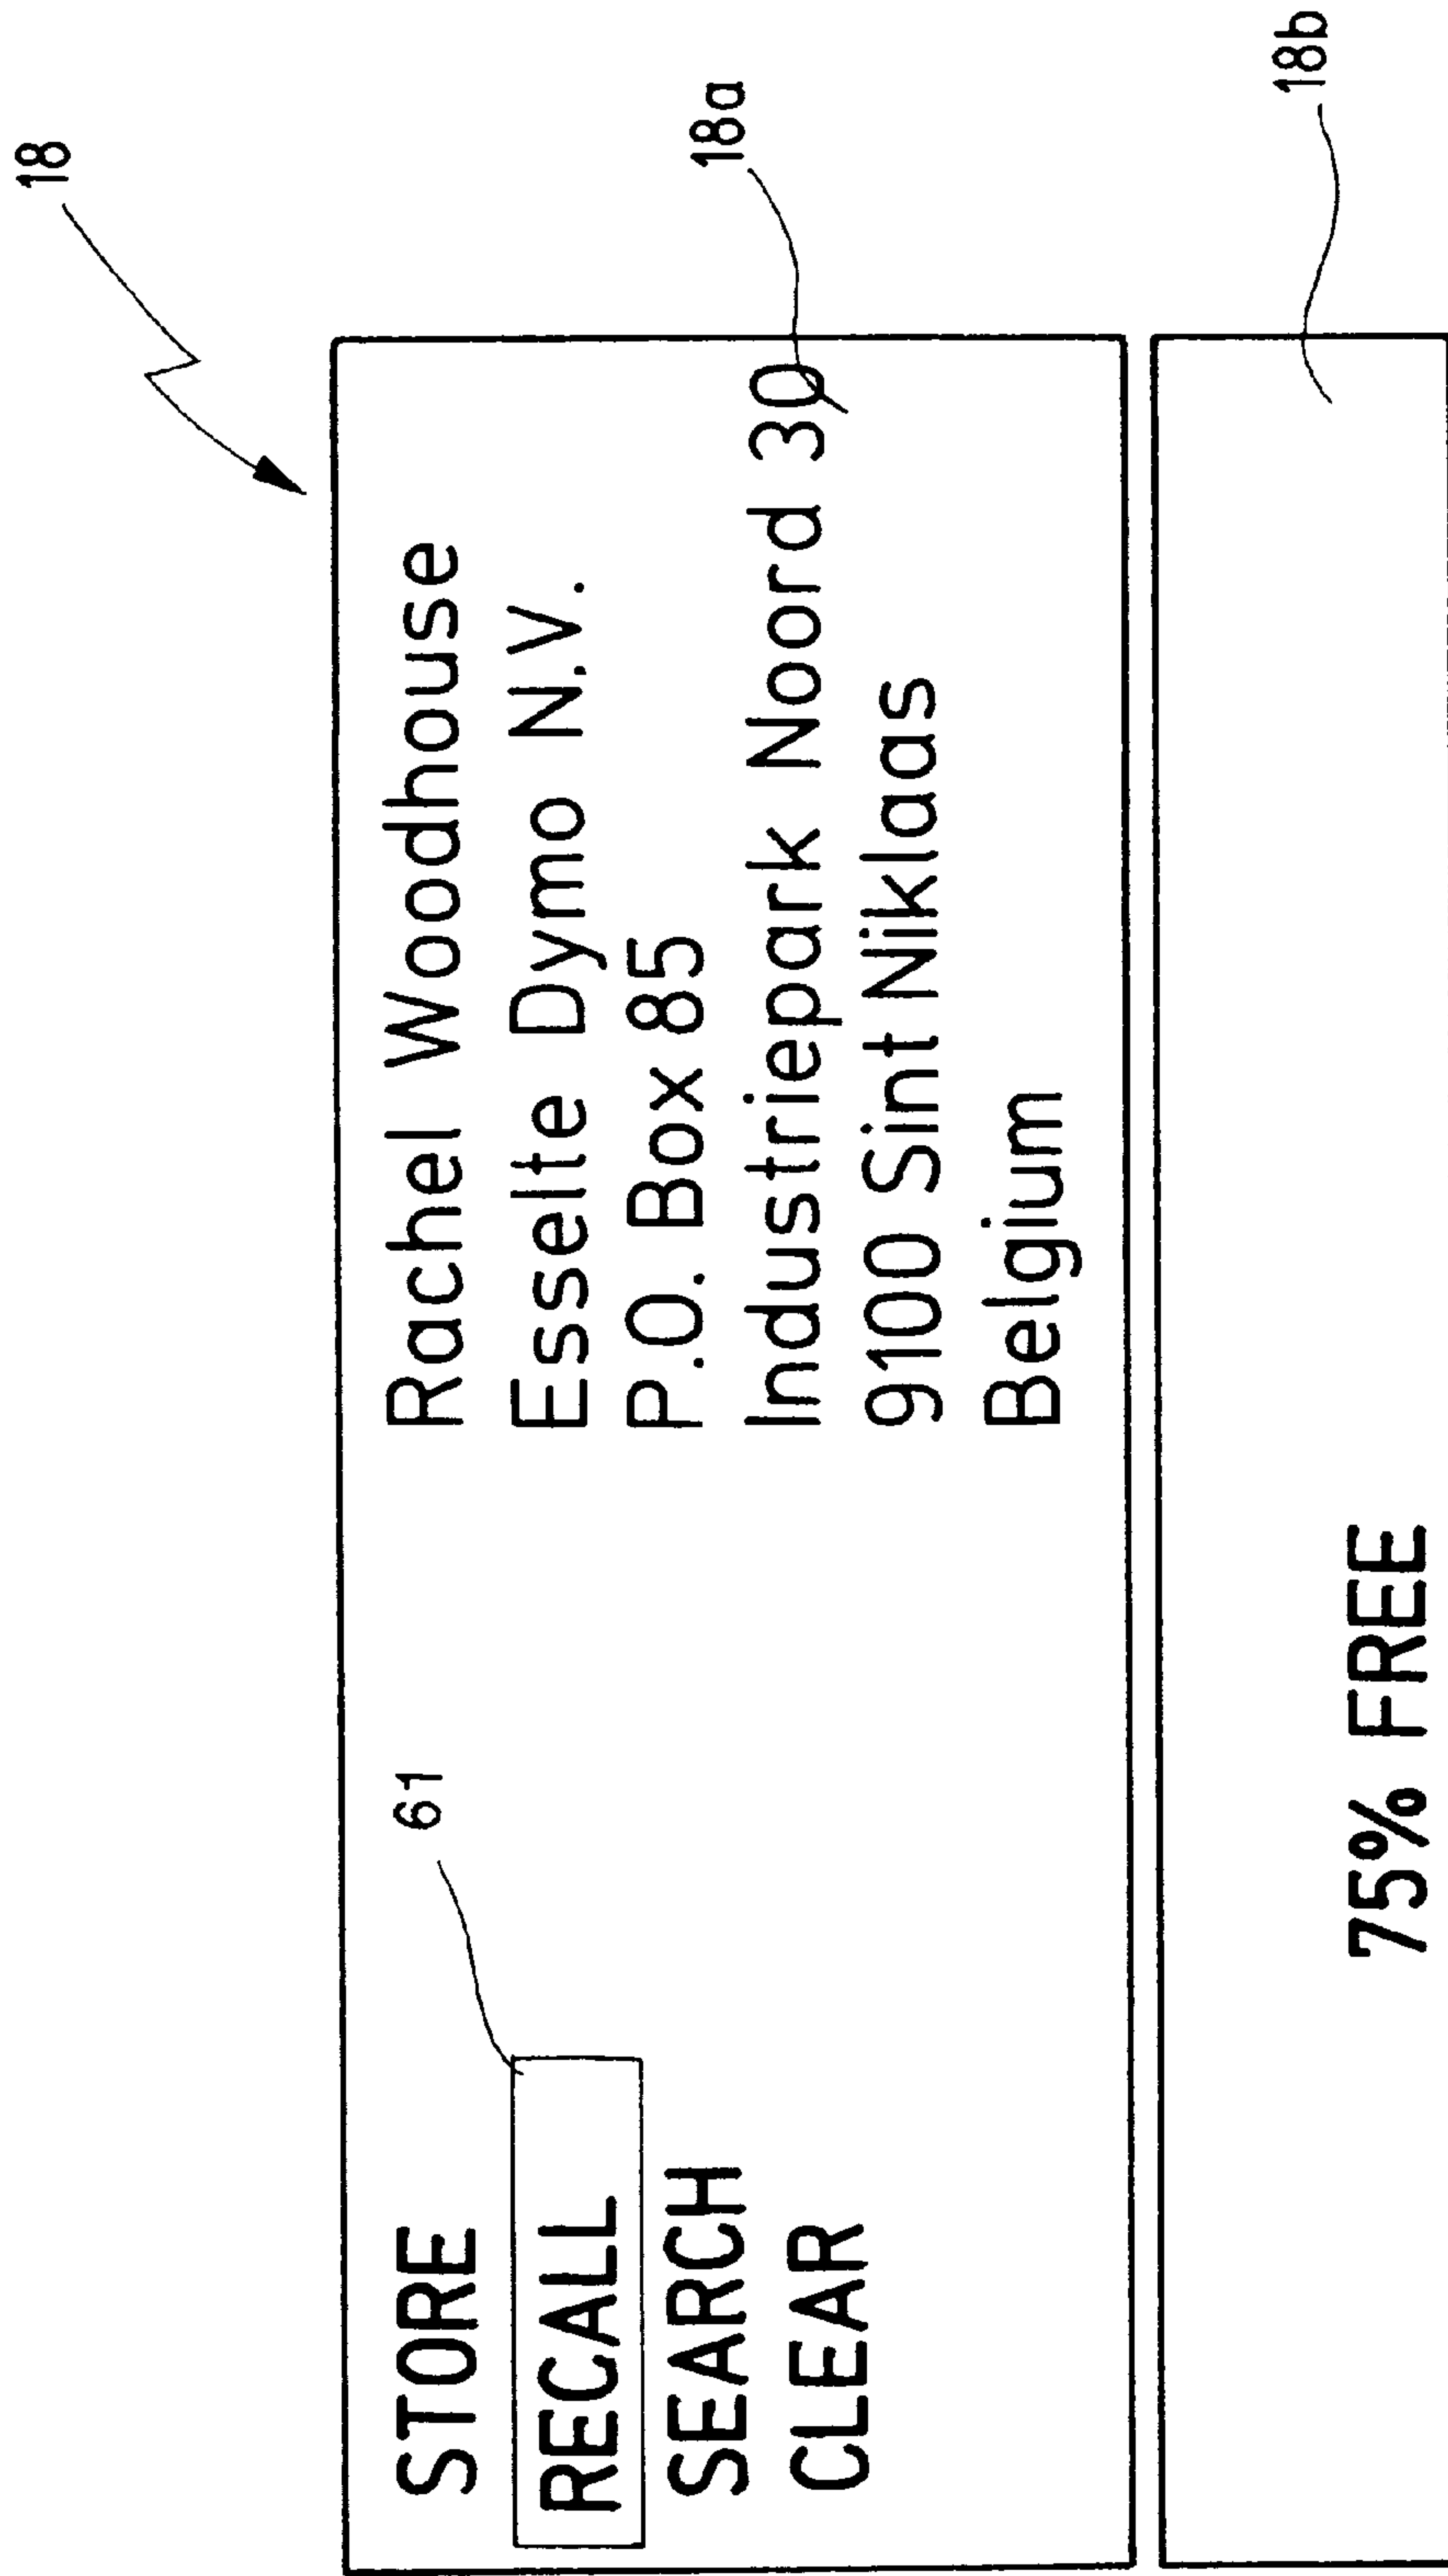 18
18a
18b
61
STORE
RECALL
SEARCH
CLEAR
Rachel Woodhouse
Esselte Dymo N.V.
P.O. Box 85
Industriepark Noord 30
9100 Sint Niklaas
Belgium
75% FREE